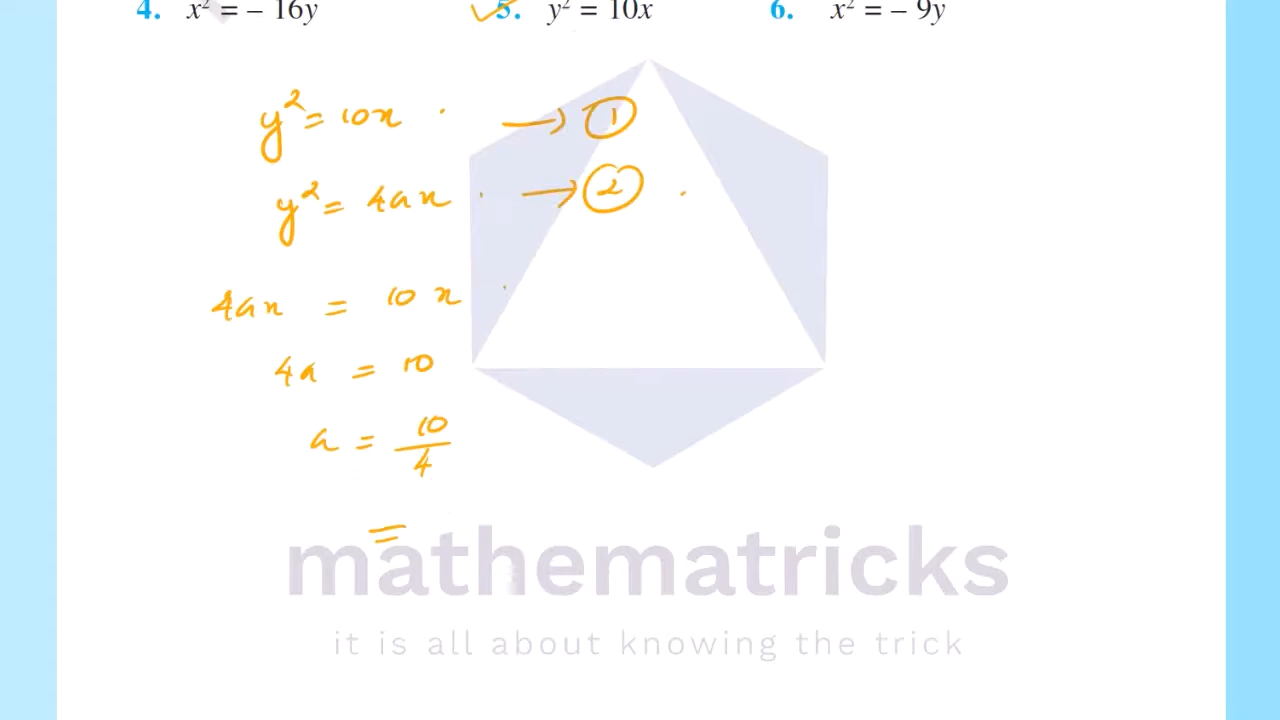 4. x² = – 16y 5. y² = 10x 6. x² = – 9y
y² = 10x → ①
y² = 4ax → ②
4ax = 10x
4a = 10
a = 10/4
=
mathematricks
it is all about knowing the trick